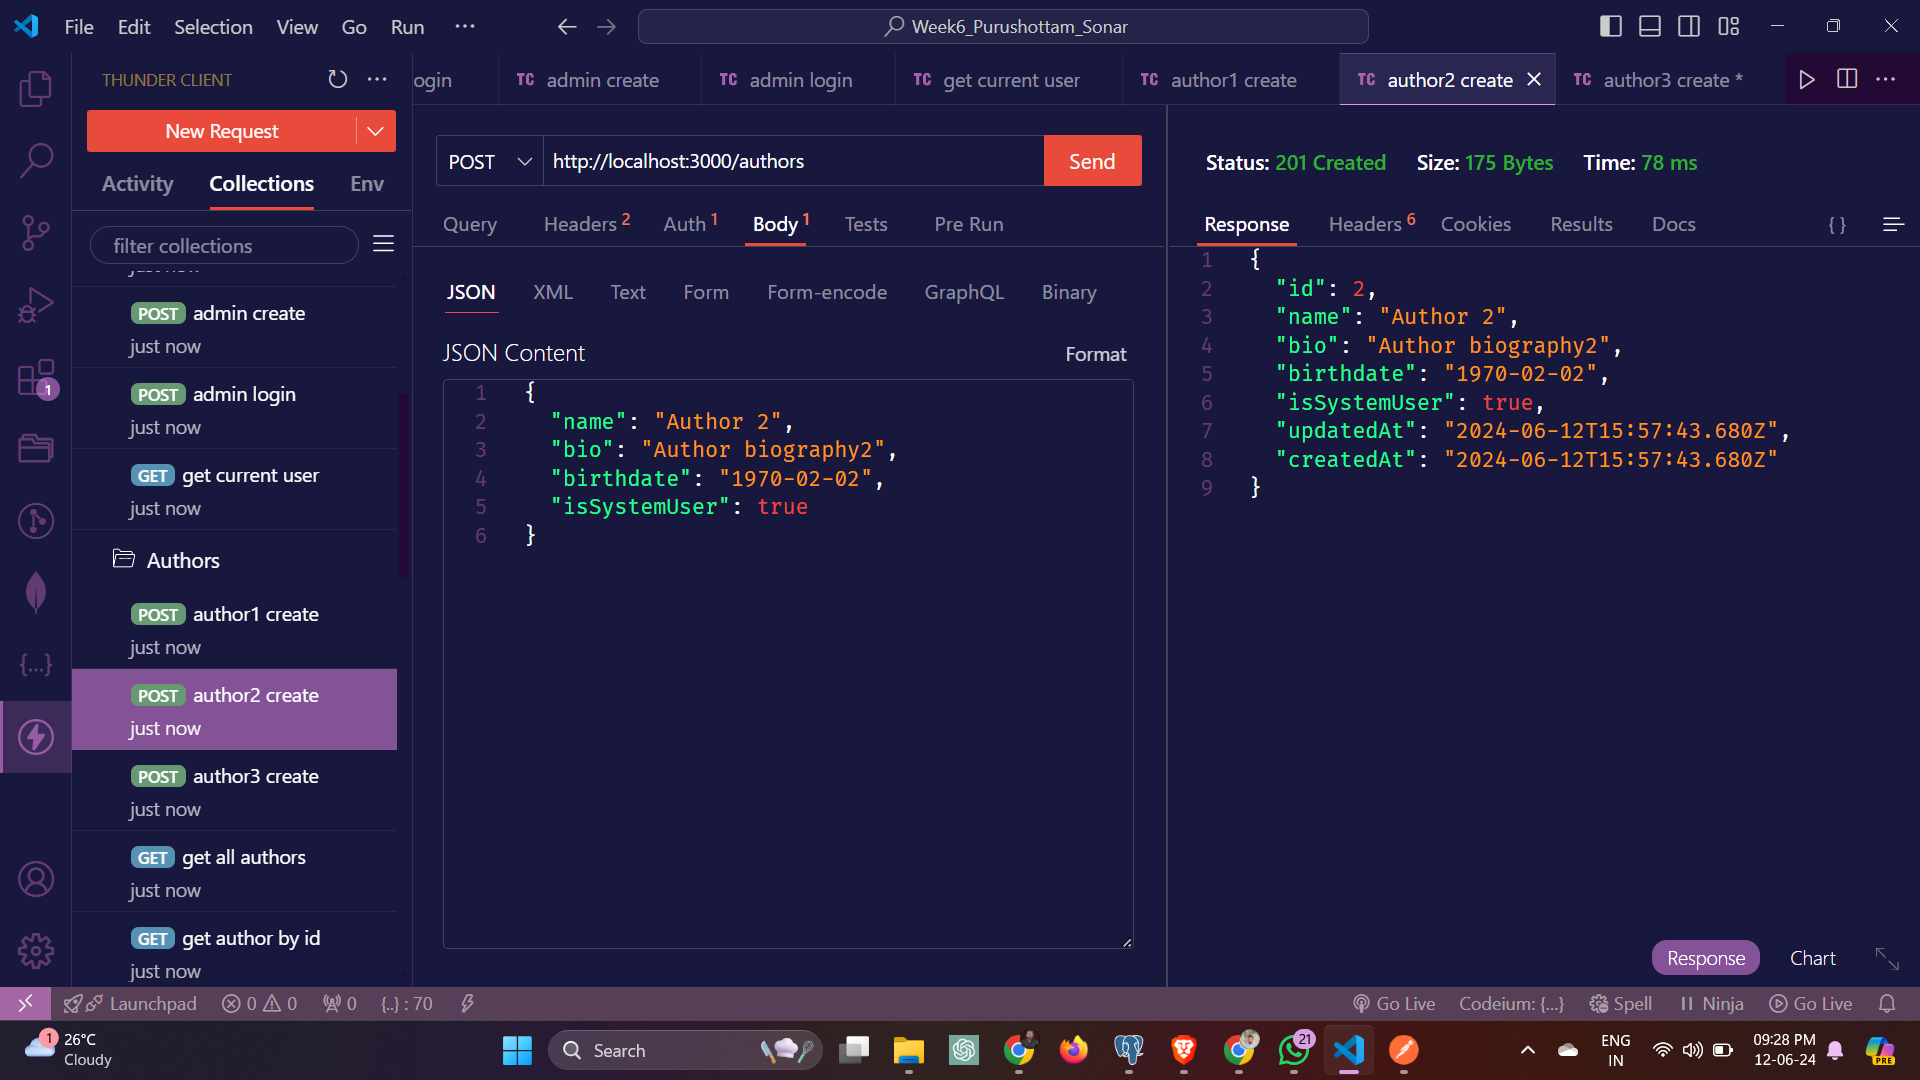 File Edit Selection View Go Run ···
Week6_Purushottam_Sonar
THUNDER CLIENT
ogin
TC admin create
TC admin login
TC get current user
TC author1 create
TC author2 create
TC author3 create *
New Request
Activity Collections Env
filter collections
POST admin create
just now
POST admin login
just now
GET get current user
just now
Authors
POST author1 create
just now
POST author2 create
just now
POST author3 create
just now
GET get all authors
just now
GET get author by id
just now
1
POST http://localhost:3000/authors Send
Query Headers 2 Auth 1 Body 1 Tests Pre Run
JSON XML Text Form Form-encode GraphQL Binary
JSON Content Format
1 {
2 "name": "Author 2",
3 "bio": "Author biography2",
4 "birthdate": "1970-02-02",
5 "isSystemUser": true
6 }
Status: 201 Created Size: 175 Bytes Time: 78 ms
Response Headers 6 Cookies Results Docs { }
1 {
2 "id": 2,
3 "name": "Author 2",
4 "bio": "Author biography2",
5 "birthdate": "1970-02-02",
6 "isSystemUser": true,
7 "updatedAt": "2024-06-12T15:57:43.680Z",
8 "createdAt": "2024-06-12T15:57:43.680Z"
9 }
Response Chart
Launchpad 0 0 0 {..} : 70 Go Live Codeium: {...} Spell Ninja Go Live
1 26°C
Cloudy
Search
21
ENG
IN
09:28 PM
12-06-24
PRE